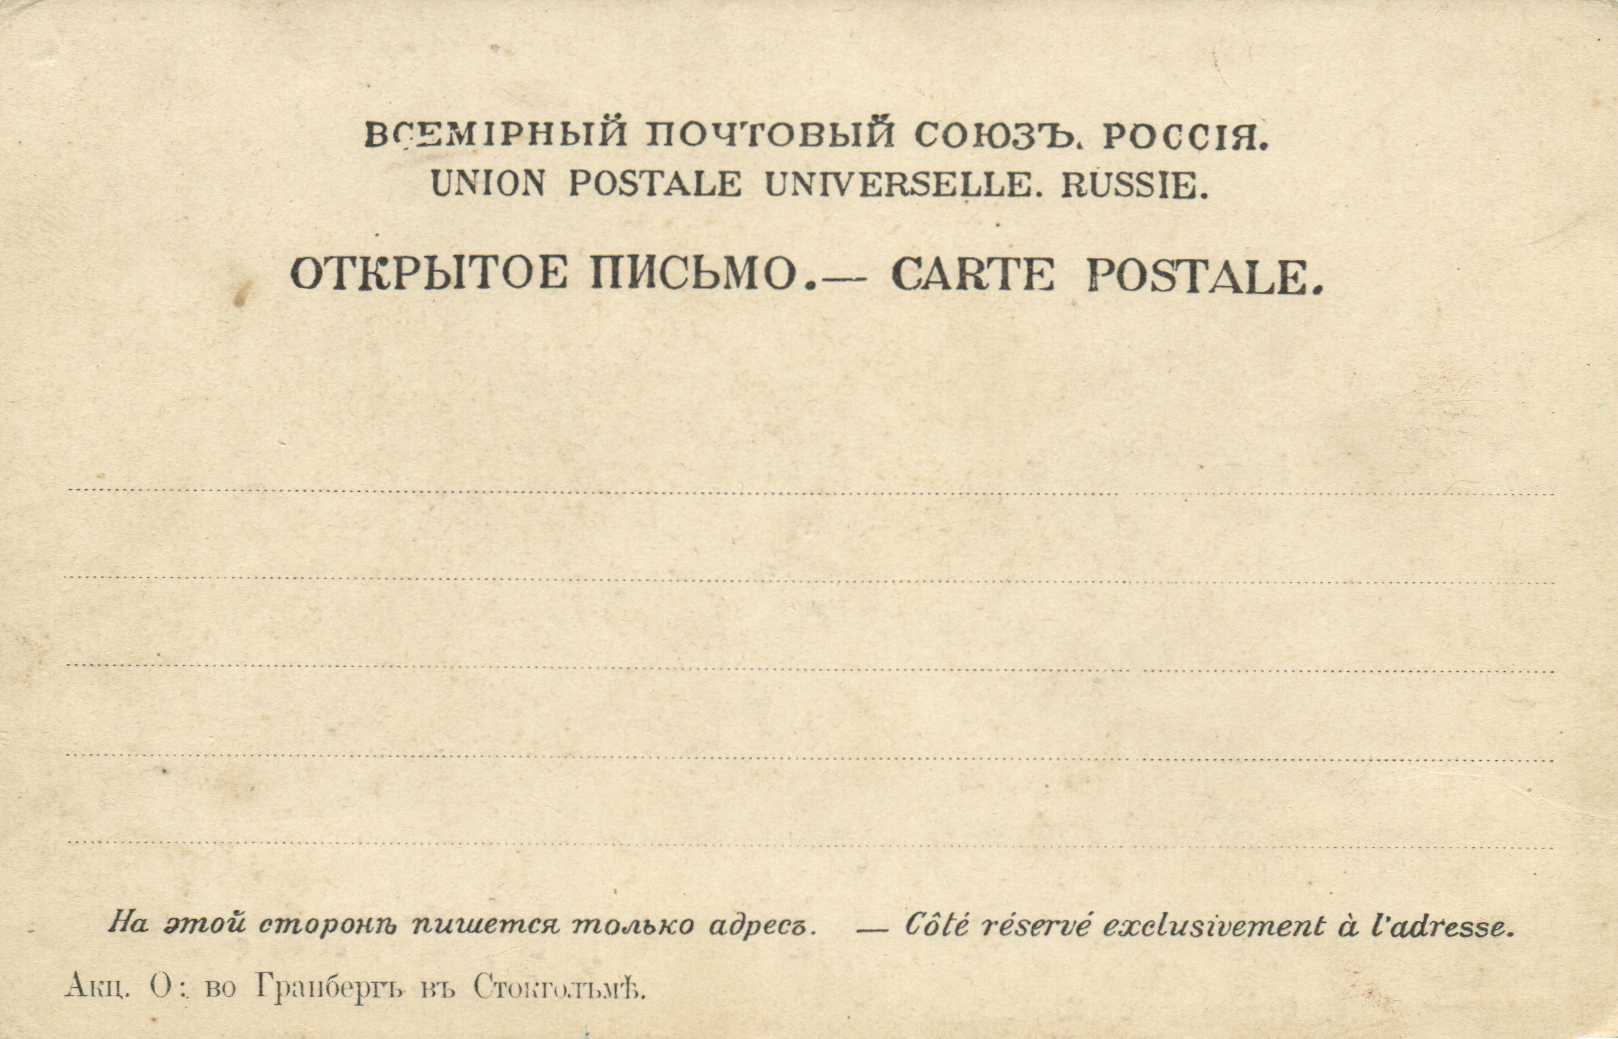 ВСЕМІРНЫЙ ПОЧТОВЫЙ СОЮЗЪ. РОССІЯ.
UNION POSTALE UNIVERSELLE. RUSSIE.
ОТКРЫТОЕ ПИСЬМО.— CARTE POSTALE.
На этой сторонѣ пишется только адресъ. — Côté réservé exclusivement à l'adresse.
Акц. О: во Гранбергъ въ Стокгольмѣ.